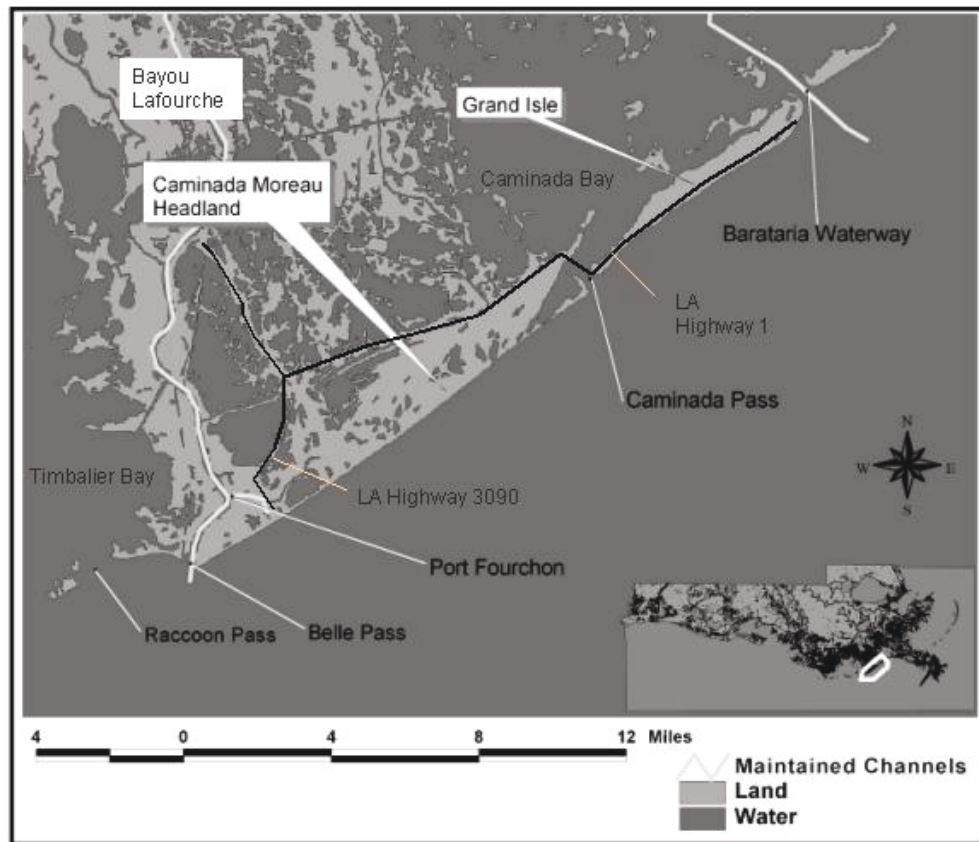 Bayou
Lafourche
Grand Isle
Caminada Bay
Caminada Moreau
Headland
Barataria Waterway
LA
Highway 1
Caminada Pass
N
W
E
S
Timbalier Bay
LA Highway 3090
Port Fourchon
Raccoon Pass
Belle Pass
4 0 4 8 12 Miles
Maintained Channels
Land
Water